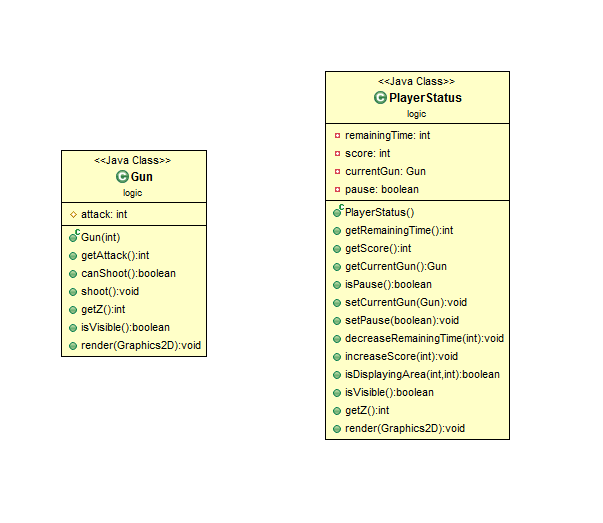 <<Java Class>>
Gun
logic
attack: int
Gun(int)
getAttack():int
canShoot():boolean
shoot():void
getZ():int
isVisible():boolean
render(Graphics2D):void
<<Java Class>>
PlayerStatus
logic
remainingTime: int
score: int
currentGun: Gun
pause: boolean
PlayerStatus()
getRemainingTime():int
getScore():int
getCurrentGun():Gun
isPause():boolean
setCurrentGun(Gun):void
setPause(boolean):void
decreaseRemainingTime(int):void
increaseScore(int):void
isDisplayingArea(int,int):boolean
isVisible():boolean
getZ():int
render(Graphics2D):void